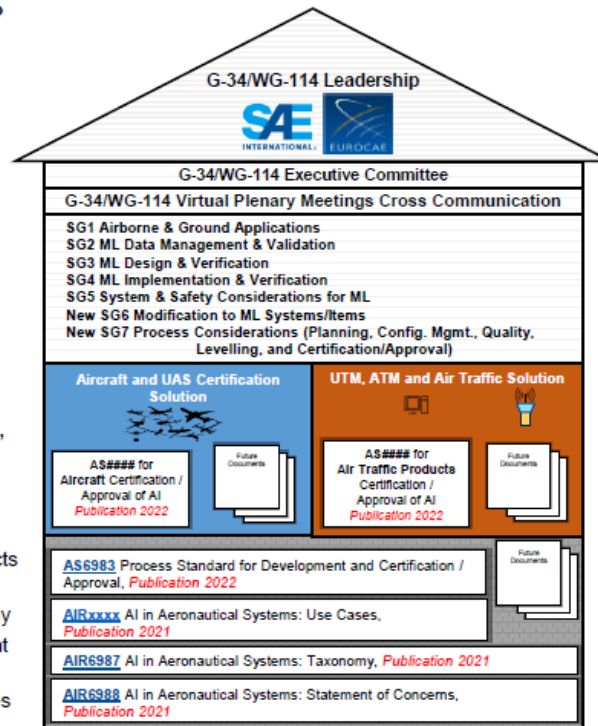 G-34/WG-114 Leadership
SAE
INTERNATIONAL.
EUROCAE
G-34/WG-114 Executive Committee
G-34/WG-114 Virtual Plenary Meetings Cross Communication
SG1 Airborne & Ground Applications
SG2 ML Data Management & Validation
SG3 ML Design & Verification
SG4 ML Implementation & Verification
SG5 System & Safety Considerations for ML
New SG6 Modification to ML Systems/Items
New SG7 Process Considerations (Planning, Config. Mgmt., Quality,
Levelling, and Certification/Approval)
Aircraft and UAS Certification
Solution
AS#### for
Aircraft Certification /
Approval of AI
Publication 2022
Future
Documents
UTM, ATM and Air Traffic Solution
AS#### for
Air Traffic Products
Certification /
Approval of AI
Publication 2022
Future
Documents
AS6983 Process Standard for Development and Certification /
Approval, Publication 2022
Future
Documents
AIRxxxx AI in Aeronautical Systems: Use Cases,
Publication 2021
AIR6987 AI in Aeronautical Systems: Taxonomy, Publication 2021
AIR6988 AI in Aeronautical Systems: Statement of Concerns,
Publication 2021